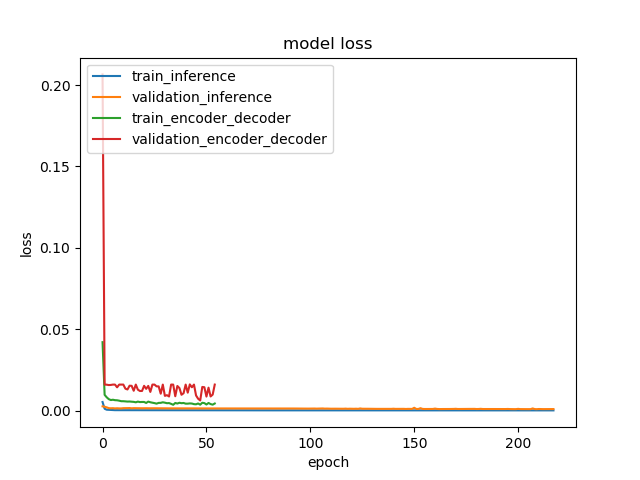 model loss
train_inference
validation_inference
train_encoder_decoder
validation_encoder_decoder
loss
0.20
0.15
0.10
0.05
0.00
0 50 100 150 200
epoch